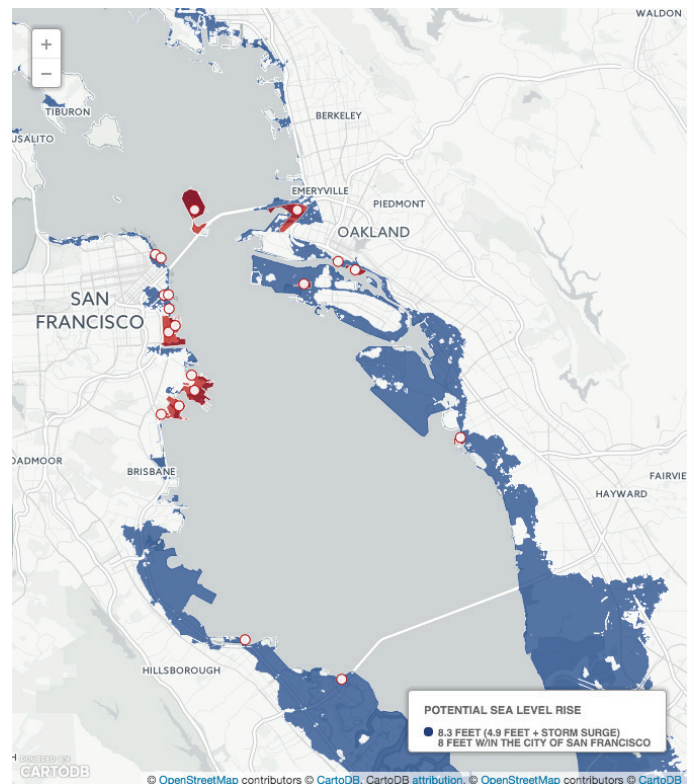 WALDON
+
−
TIBURON
USALITO
BERKELEY
EMERYVILLE
PIEDMONT
OAKLAND
SAN
FRANCISCO
OADMOOR
BRISBANE
FAIRVIE
HAYWARD
HILLSBOROUGH
POTENTIAL SEA LEVEL RISE
8.3 FEET (4.9 FEET + STORM SURGE)
8 FEET W/IN THE CITY OF SAN FRANCISCO
H
POWERED BY
CARTODB
© OpenStreetMap contributors © CartoDB, CartoDB attribution, © OpenStreetMap contributors © CartoDB